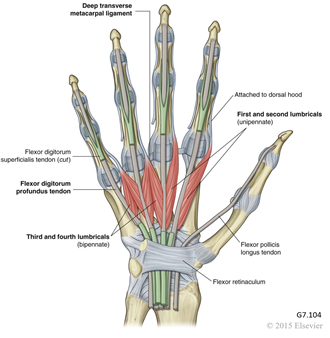 Deep transverse
metacarpal ligament
Attached to dorsal hood
First and second lumbricals
(unipennate)
Flexor digitorum
superficialis tendon (cut)
Flexor digitorum
profundus tendon
Third and fourth lumbricals
(bipennate)
Flexor pollicis
longus tendon
Flexor retinaculum
G7.104
© 2015 Elsevier